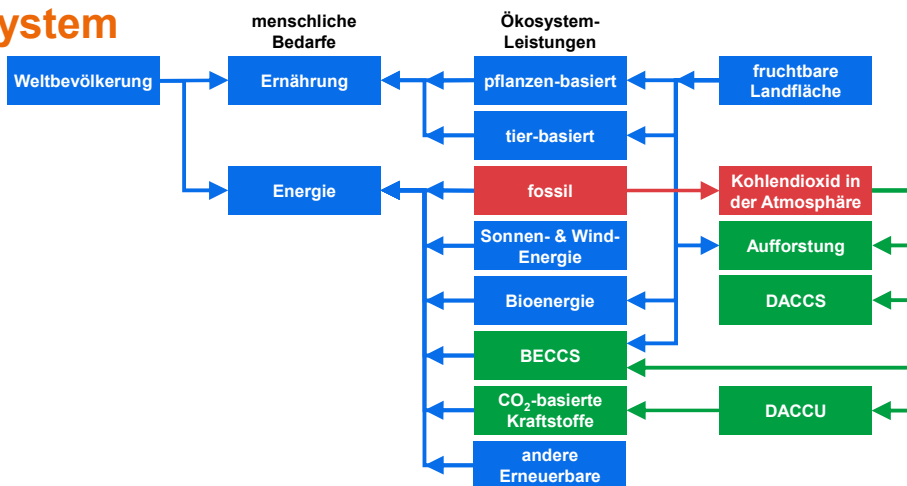 ystem
menschliche
Bedarfe
Ökosystem-
Leistungen
Weltbevölkerung
Ernährung
pflanzen-basiert
fruchtbare
Landfläche
tier-basiert
Energie
fossil
Kohlendioxid in
der Atmosphäre
Sonnen- & Wind-
Energie
Aufforstung
Bioenergie
DACCS
BECCS
CO₂-basierte
Kraftstoffe
DACCU
andere
Erneuerbare